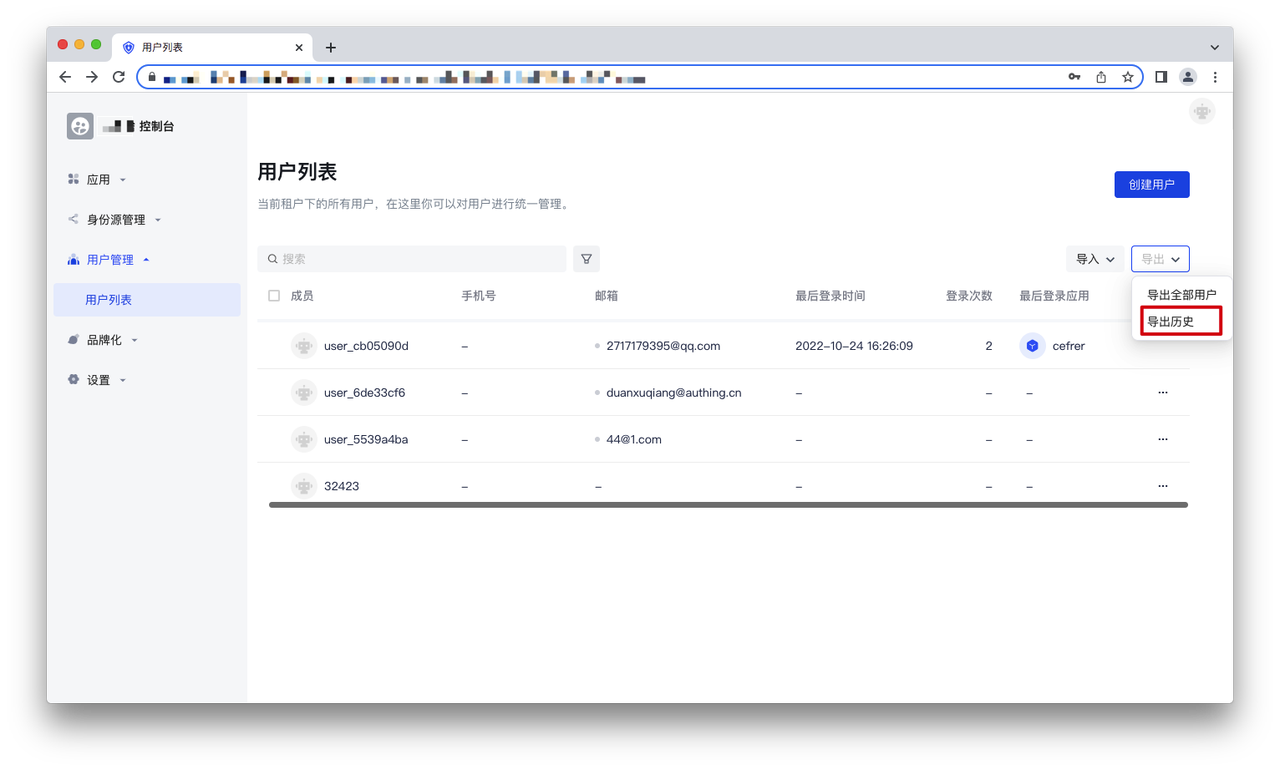 用户列表
控制台
应用
身份源管理
用户管理
用户列表
品牌化
设置
用户列表
当前租户下的所有用户，在这里你可以对用户进行统一管理。
创建用户
搜索
导入
导出
导出全部用户
导出历史
成员 手机号 邮箱 最后登录时间 登录次数 最后登录应用
user_cb05090d – 2717179395@qq.com 2022-10-24 16:26:09 2 cefrer
user_6de33cf6 – duanxuqiang@authing.cn – – – ···
user_5539a4ba – 44@1.com – – – ···
32423 – – – – – ···